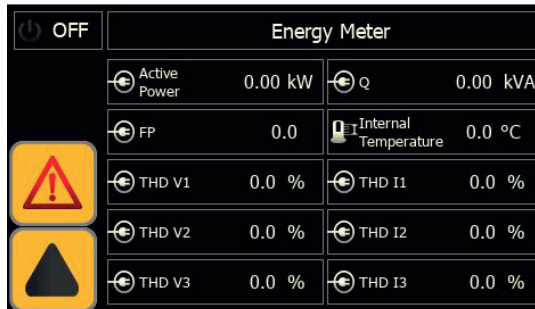 OFF
Energy Meter
Active Power 0.00 kW
Q 0.00 kVA
FP 0.0
Internal Temperature 0.0 °C
THD V1 0.0 %
THD I1 0.0 %
THD V2 0.0 %
THD I2 0.0 %
THD V3 0.0 %
THD I3 0.0 %